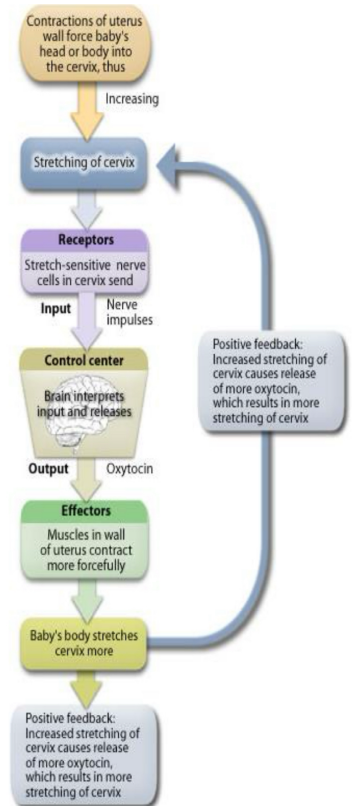 Contractions of uterus
wall force baby's
head or body into
the cervix, thus
Increasing
Stretching of cervix
Receptors
Stretch-sensitive nerve
cells in cervix send
Input
Nerve
impulses
Control center
Brain interprets
input and releases
Output
Oxytocin
Effectors
Muscles in wall
of uterus contract
more forcefully
Baby's body stretches
cervix more
Positive feedback:
Increased stretching of
cervix causes release
of more oxytocin,
which results in more
stretching of cervix
Positive feedback:
Increased stretching of
cervix causes release
of more oxytocin,
which results in more
stretching of cervix